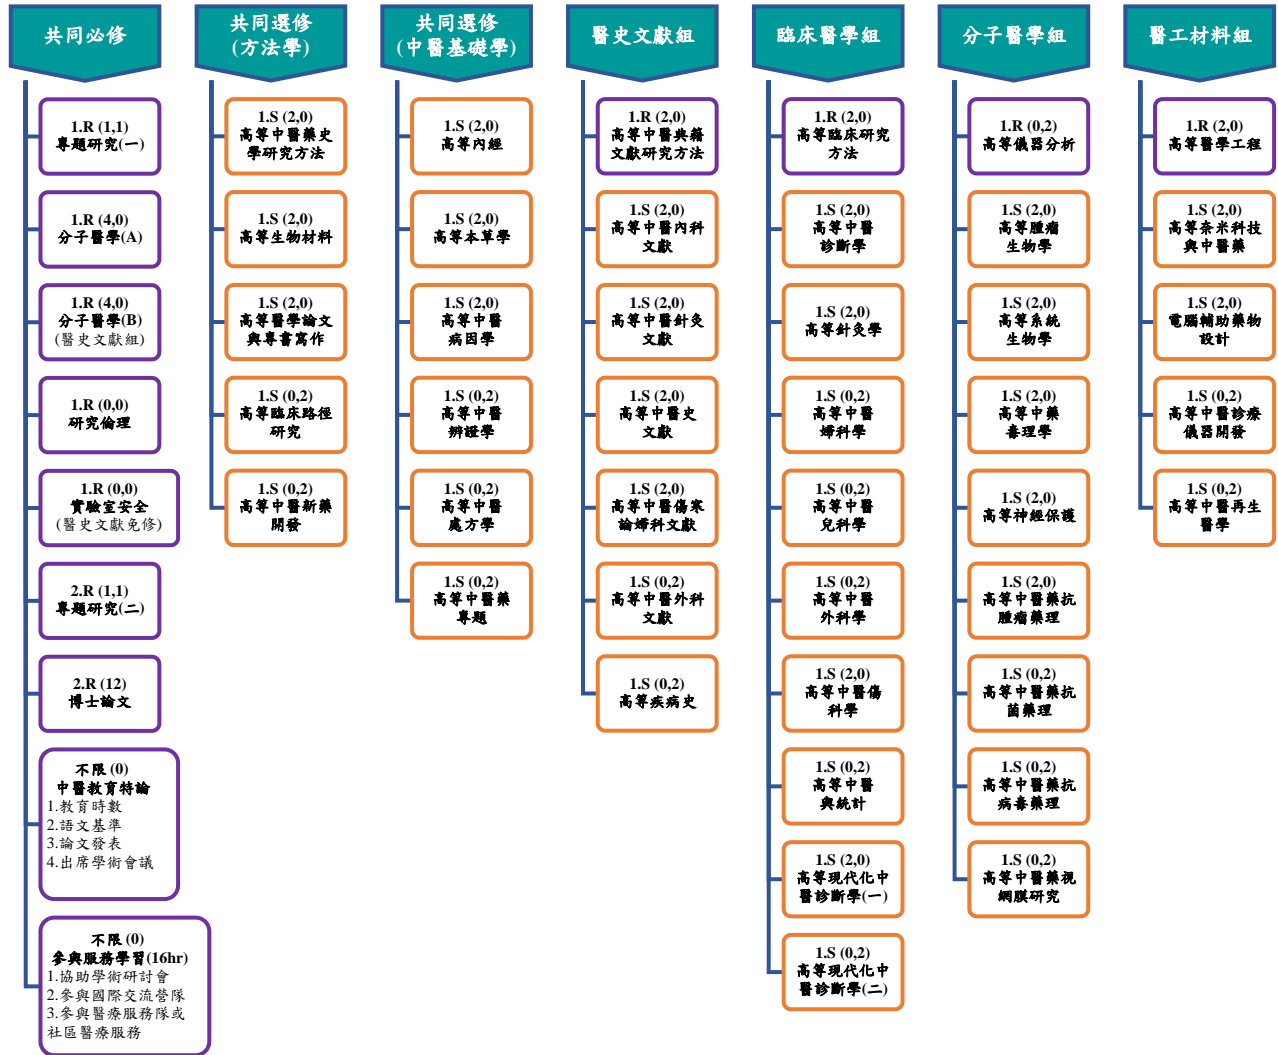 共同必修
1.R (1,1)
專題研究(一)
1.R (4,0)
分子醫學(A)
1.R (4,0)
分子醫學(B)
(醫史文獻組)
1.R (0,0)
研究倫理
1.R (0,0)
實驗室安全
(醫史文獻免修)
2.R (1,1)
專題研究(二)
2.R (12)
博士論文
不限 (0)
中醫教育特論
1.教育時數
2.語文基準
3.論文發表
4.出席學術會議
不限 (0)
參與服務學習(16hr)
1.協助學術研討會
2.參與國際交流營隊
3.參與醫療服務隊或
社區醫療服務
共同選修
(方法學)
1.S (2,0)
高等中醫藥史
學研究方法
1.S (2,0)
高等生物材料
1.S (2,0)
高等醫學論文
與專書寫作
1.S (0,2)
高等臨床路徑
研究
1.S (0,2)
高等中醫新藥
開發
共同選修
(中醫基礎學)
1.S (2,0)
高等內經
1.S (2,0)
高等本草學
1.S (2,0)
高等中醫
病因學
1.S (0,2)
高等中醫
辨證學
1.S (0,2)
高等中醫
處方學
1.S (0,2)
高等中醫藥
專題
醫史文獻組
1.R (2,0)
高等中醫典籍
文獻研究方法
1.S (2,0)
高等中醫內科
文獻
1.S (2,0)
高等中醫針灸
文獻
1.S (2,0)
高等中醫史
文獻
1.S (2,0)
高等中醫傷寒
論婦科文獻
1.S (0,2)
高等中醫外科
文獻
1.S (0,2)
高等疾病史
臨床醫學組
1.R (2,0)
高等臨床研究
方法
1.S (2,0)
高等中醫
診斷學
1.S (2,0)
高等針灸學
1.S (0,2)
高等中醫
婦科學
1.S (0,2)
高等中醫
兒科學
1.S (0,2)
高等中醫
外科學
1.S (2,0)
高等中醫傷
科學
1.S (0,2)
高等中醫
與統計
1.S (2,0)
高等現代化中
醫診斷學(一)
1.S (0,2)
高等現代化中
醫診斷學(二)
分子醫學組
1.R (0,2)
高等儀器分析
1.S (2,0)
高等腫瘤
生物學
1.S (2,0)
高等系統
生物學
1.S (2,0)
高等中藥
毒理學
1.S (2,0)
高等神經保護
1.S (2,0)
高等中醫藥抗
腫瘤藥理
1.S (0,2)
高等中醫藥抗
菌藥理
1.S (0,2)
高等中醫藥抗
病毒藥理
1.S (0,2)
高等中醫藥視
網膜研究
醫工材料組
1.R (2,0)
高等醫學工程
1.S (2,0)
高等奈米科技
與中醫藥
1.S (2,0)
電腦輔助藥物
設計
1.S (0,2)
高等中醫診療
儀器開發
1.S (0,2)
高等中醫再生
醫學